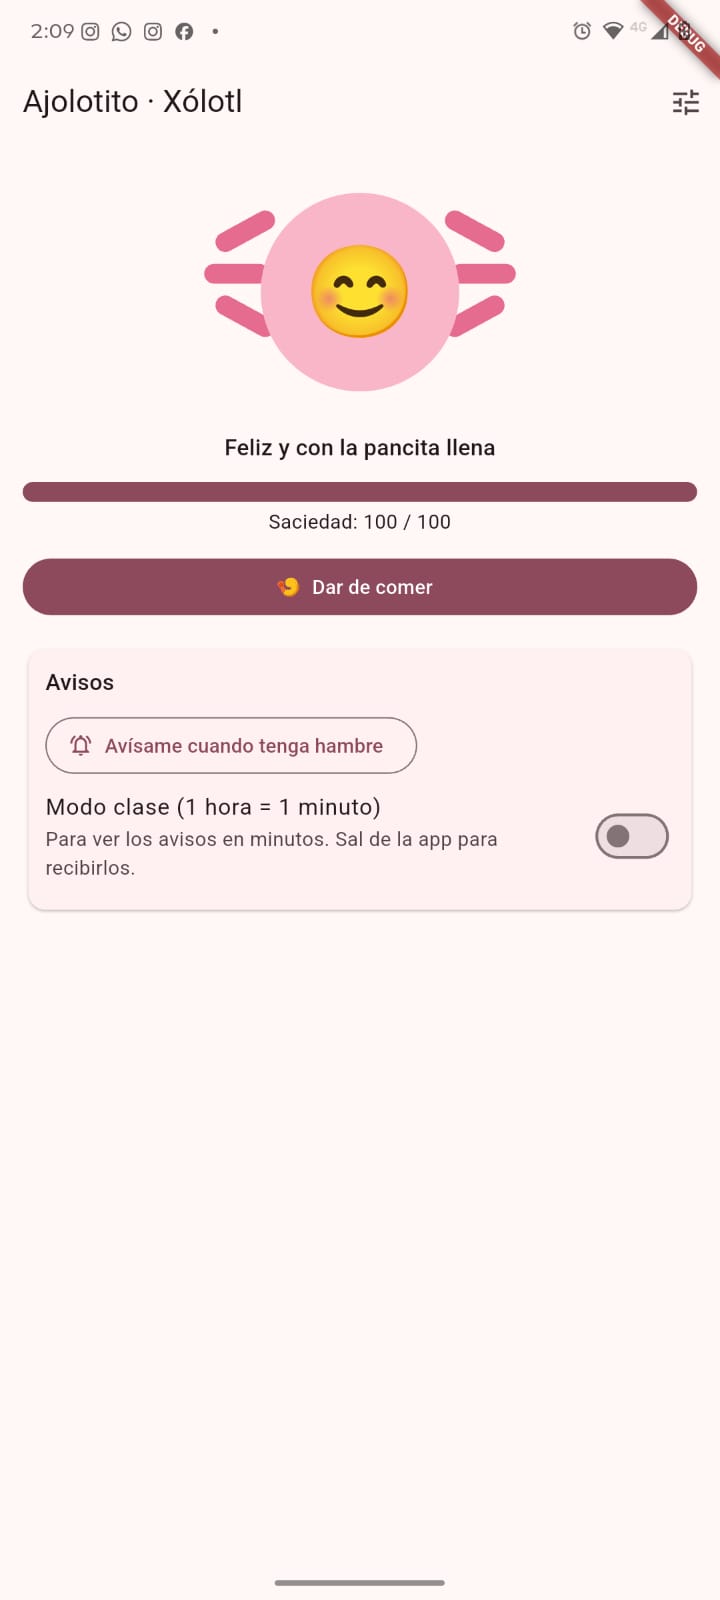 2:09
4G
DEBUG
Ajolotito · Xólotl
Feliz y con la pancita llena
Saciedad: 100 / 100
Dar de comer
Avisos
Avísame cuando tenga hambre
Modo clase (1 hora = 1 minuto)
Para ver los avisos en minutos. Sal de la app para
recibirlos.